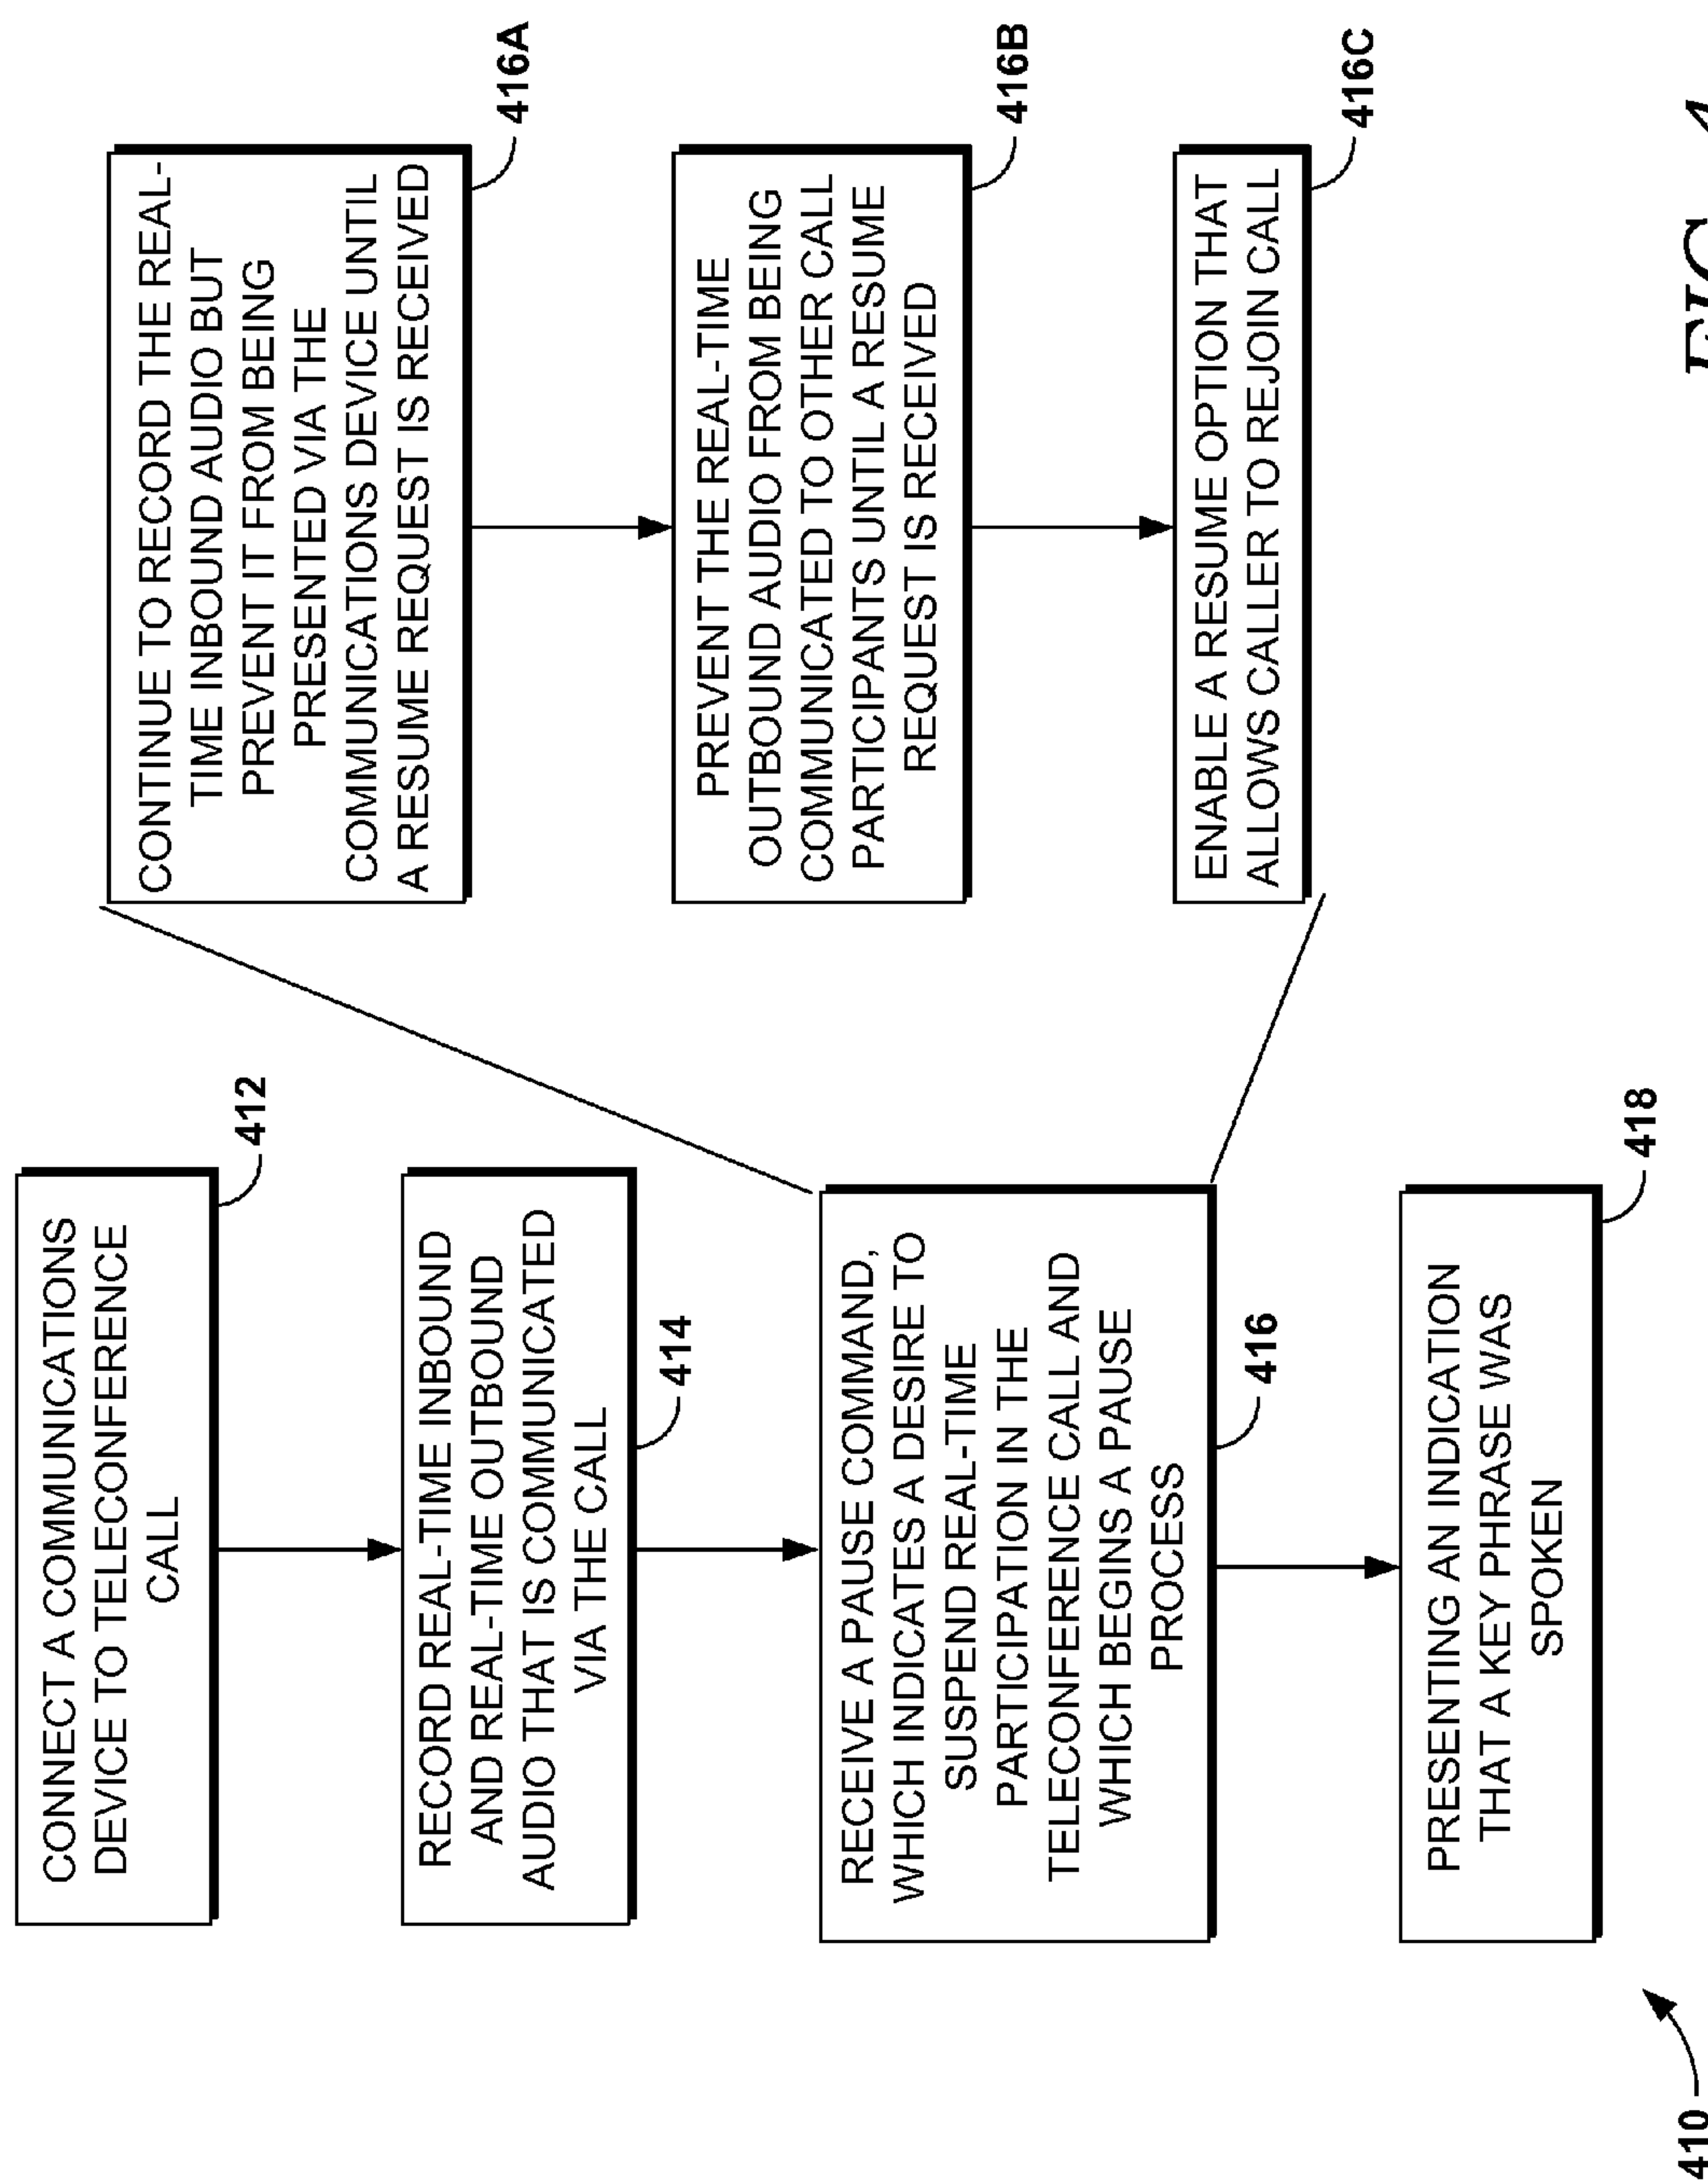 CONNECT A COMMUNICATIONS
DEVICE TO TELECONFERENCE
CALL
412
RECORD REAL-TIME INBOUND
AND REAL-TIME OUTBOUND
AUDIO THAT IS COMMUNICATED
VIA THE CALL
414
RECEIVE A PAUSE COMMAND,
WHICH INDICATES A DESIRE TO
SUSPEND REAL-TIME
PARTICIPATION IN THE
TELECONFERENCE CALL AND
WHICH BEGINS A PAUSE
PROCESS
416
PRESENTING AN INDICATION
THAT A KEY PHRASE WAS
SPOKEN
418
CONTINUE TO RECORD THE REAL-
TIME INBOUND AUDIO BUT
PREVENT IT FROM BEING
PRESENTED VIA THE
COMMUNICATIONS DEVICE UNTIL
A RESUME REQUEST IS RECEIVED
416A
PREVENT THE REAL-TIME
OUTBOUND AUDIO FROM BEING
COMMUNICATED TO OTHER CALL
PARTICIPANTS UNTIL A RESUME
REQUEST IS RECEIVED
416B
ENABLE A RESUME OPTION THAT
ALLOWS CALLER TO REJOIN CALL
416C
410
FIG. 4